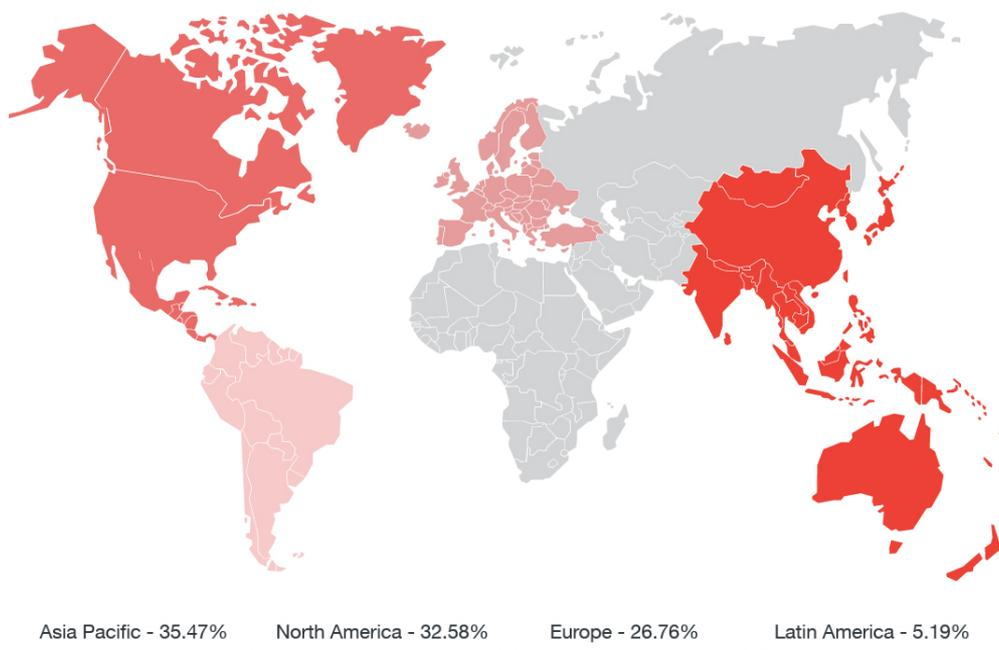 Asia Pacific - 35.47% North America - 32.58% Europe - 26.76% Latin America - 5.19%